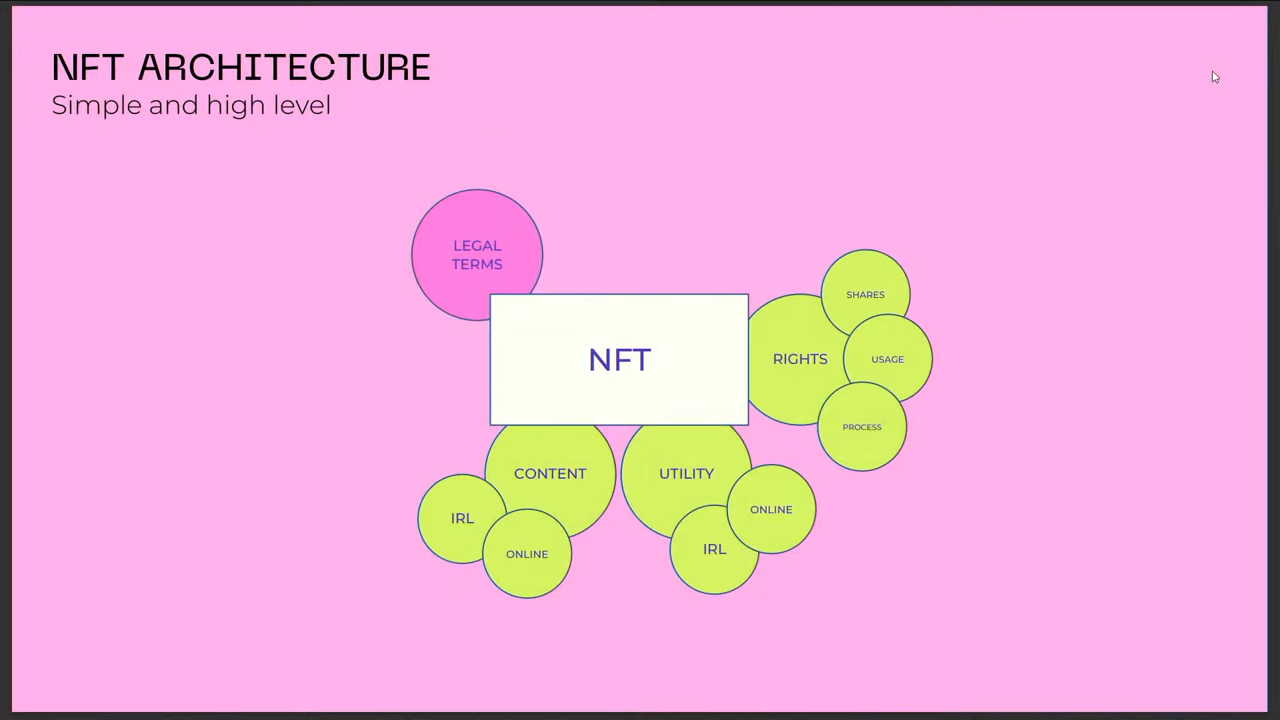 NFT ARCHITECTURE
Simple and high level
LEGAL
TERMS
NFT
RIGHTS
SHARES
USAGE
PROCESS
CONTENT
IRL
ONLINE
UTILITY
ONLINE
IRL